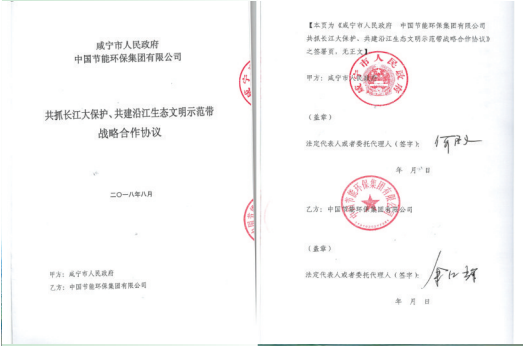 咸宁市人民政府
中国节能环保集团有限公司
共抓长江大保护、共建沿江生态文明示范带
战略合作协议
二〇一八年八月
甲方：咸宁市人民政府
乙方：中国节能环保集团有限公司
【本页为《咸宁市人民政府 中国节能环保集团有限公司
共抓长江大保护、共建沿江生态文明示范带战略合作协议》
之签署页，无正文】
甲方：咸宁市人民政府
（盖章）
法定代表人或者委托代理人（签字）：
年 月 日
乙方：中国节能环保集团有限公司
（盖章）
法定代表人或者委托代理人（签字）：
年 月 日